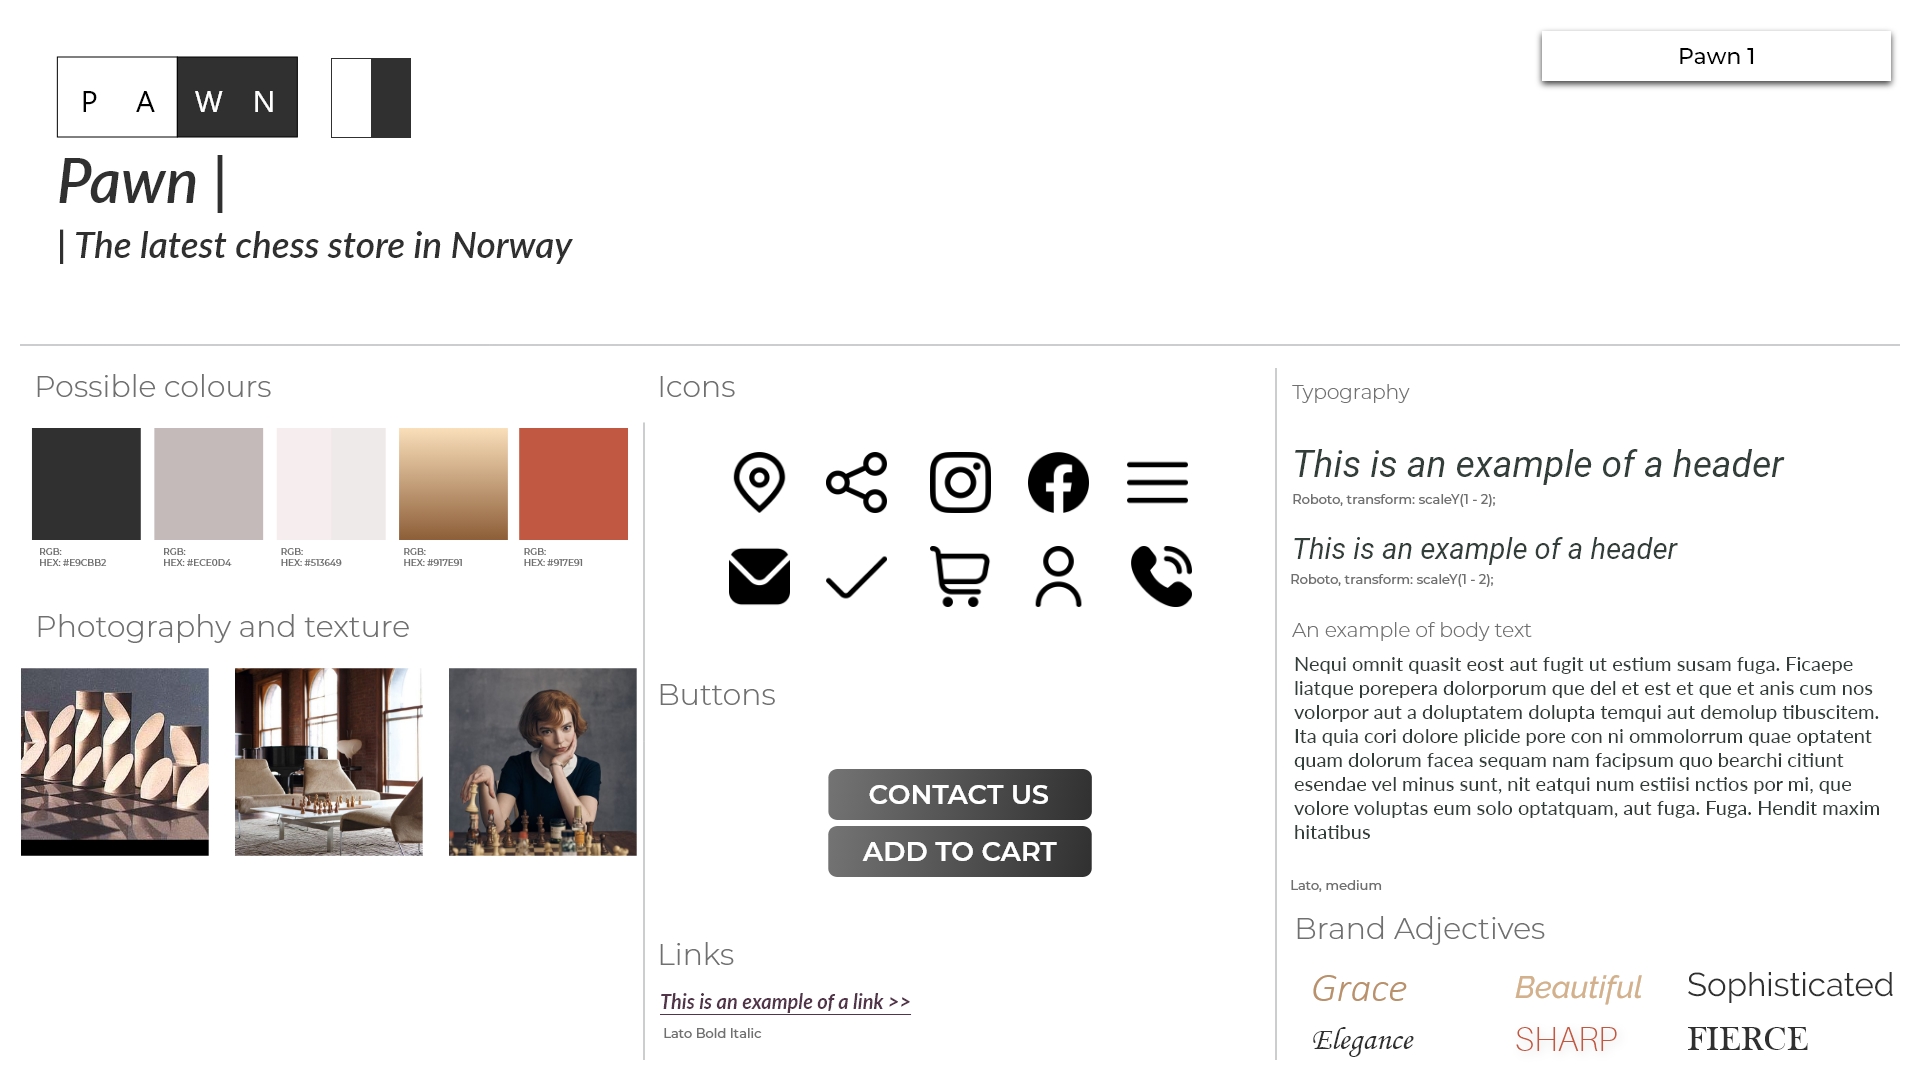 P A W N
Pawn 1
Pawn |
| The latest chess store in Norway
Possible colours
RGB:
HEX: #E9CBB2
RGB:
HEX: #ECE0D4
RGB:
HEX: #513649
RGB:
HEX: #917E91
RGB:
HEX: #917E91
Photography and texture
Icons
Buttons
CONTACT US
ADD TO CART
Links
This is an example of a link >>
Lato Bold Italic
Typography
This is an example of a header
Roboto, transform: scaleY(1 - 2);
This is an example of a header
Roboto, transform: scaleY(1 - 2);
An example of body text
Nequi omnit quasit eost aut fugit ut estium susam fuga. Ficaepe
liatque porepera dolorporum que del et est et que et anis cum nos
volorpor aut a doluptatem dolupta temqui aut demolup tibuscitem.
Ita quia cori dolore plicide pore con ni ommolorrum quae optatent
quam dolorum facea sequam nam facipsum quo bearchi citiunt
esendae vel minus sunt, nit eatqui num estiisi nctios por mi, que
volore voluptas eum solo optatquam, aut fuga. Fuga. Hendit maxim
hitatibus
Lato, medium
Brand Adjectives
Grace
Beautiful
Sophisticated
Elegance
SHARP
FIERCE